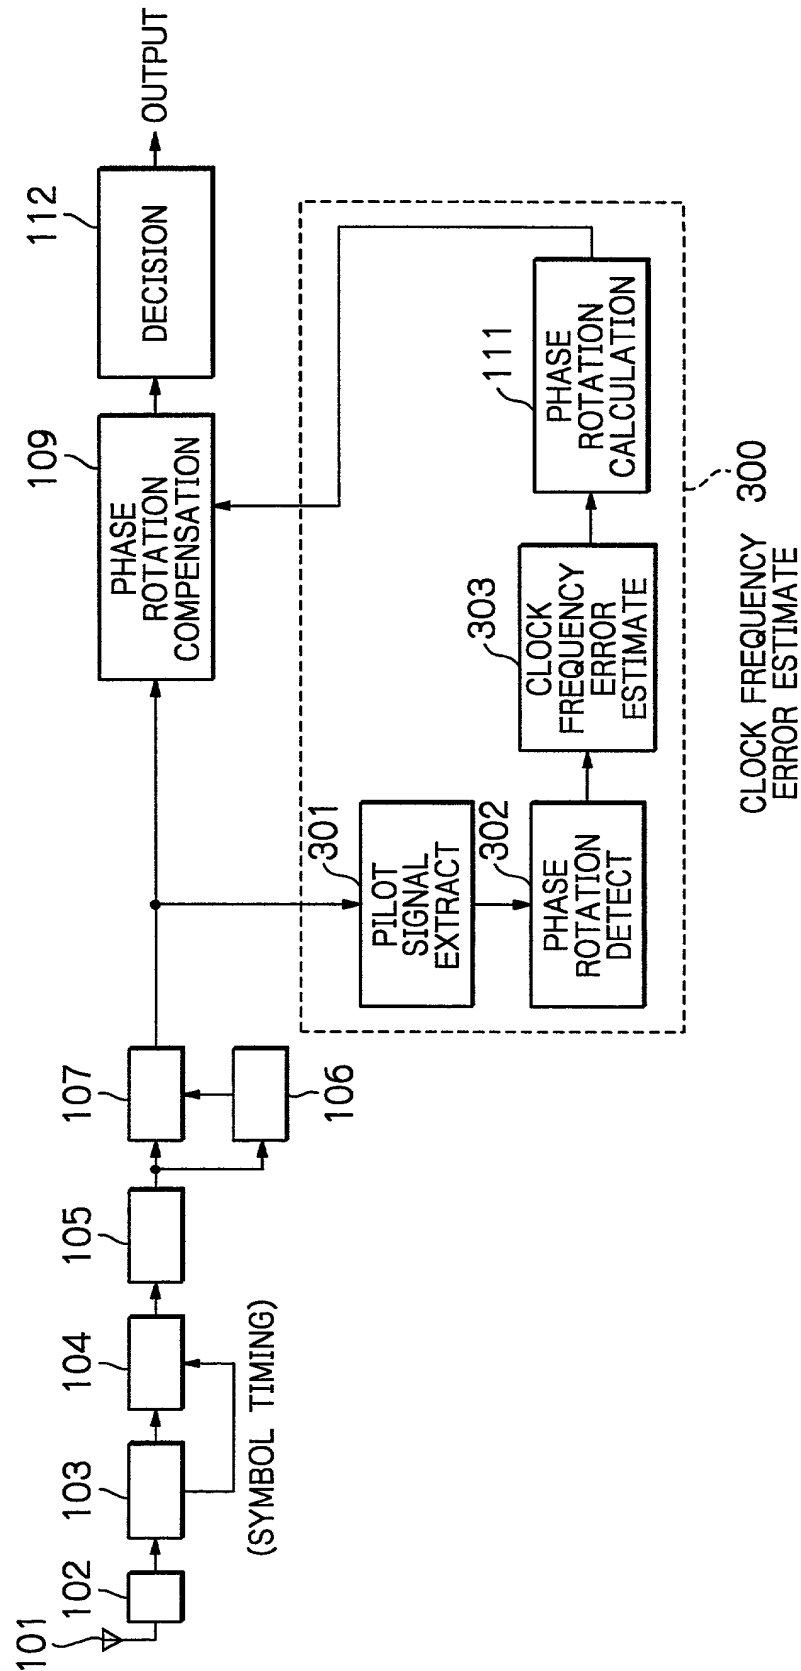 101
102
103
104
105
107
106
(SYMBOL TIMING)
109
PHASE
ROTATION
COMPENSATION
112
DECISION
OUTPUT
301
PILOT
SIGNAL
EXTRACT
302
PHASE
ROTATION
DETECT
303
CLOCK
FREQUENCY
ERROR
ESTIMATE
111
PHASE
ROTATION
CALCULATION
300
CLOCK FREQUENCY
ERROR ESTIMATE